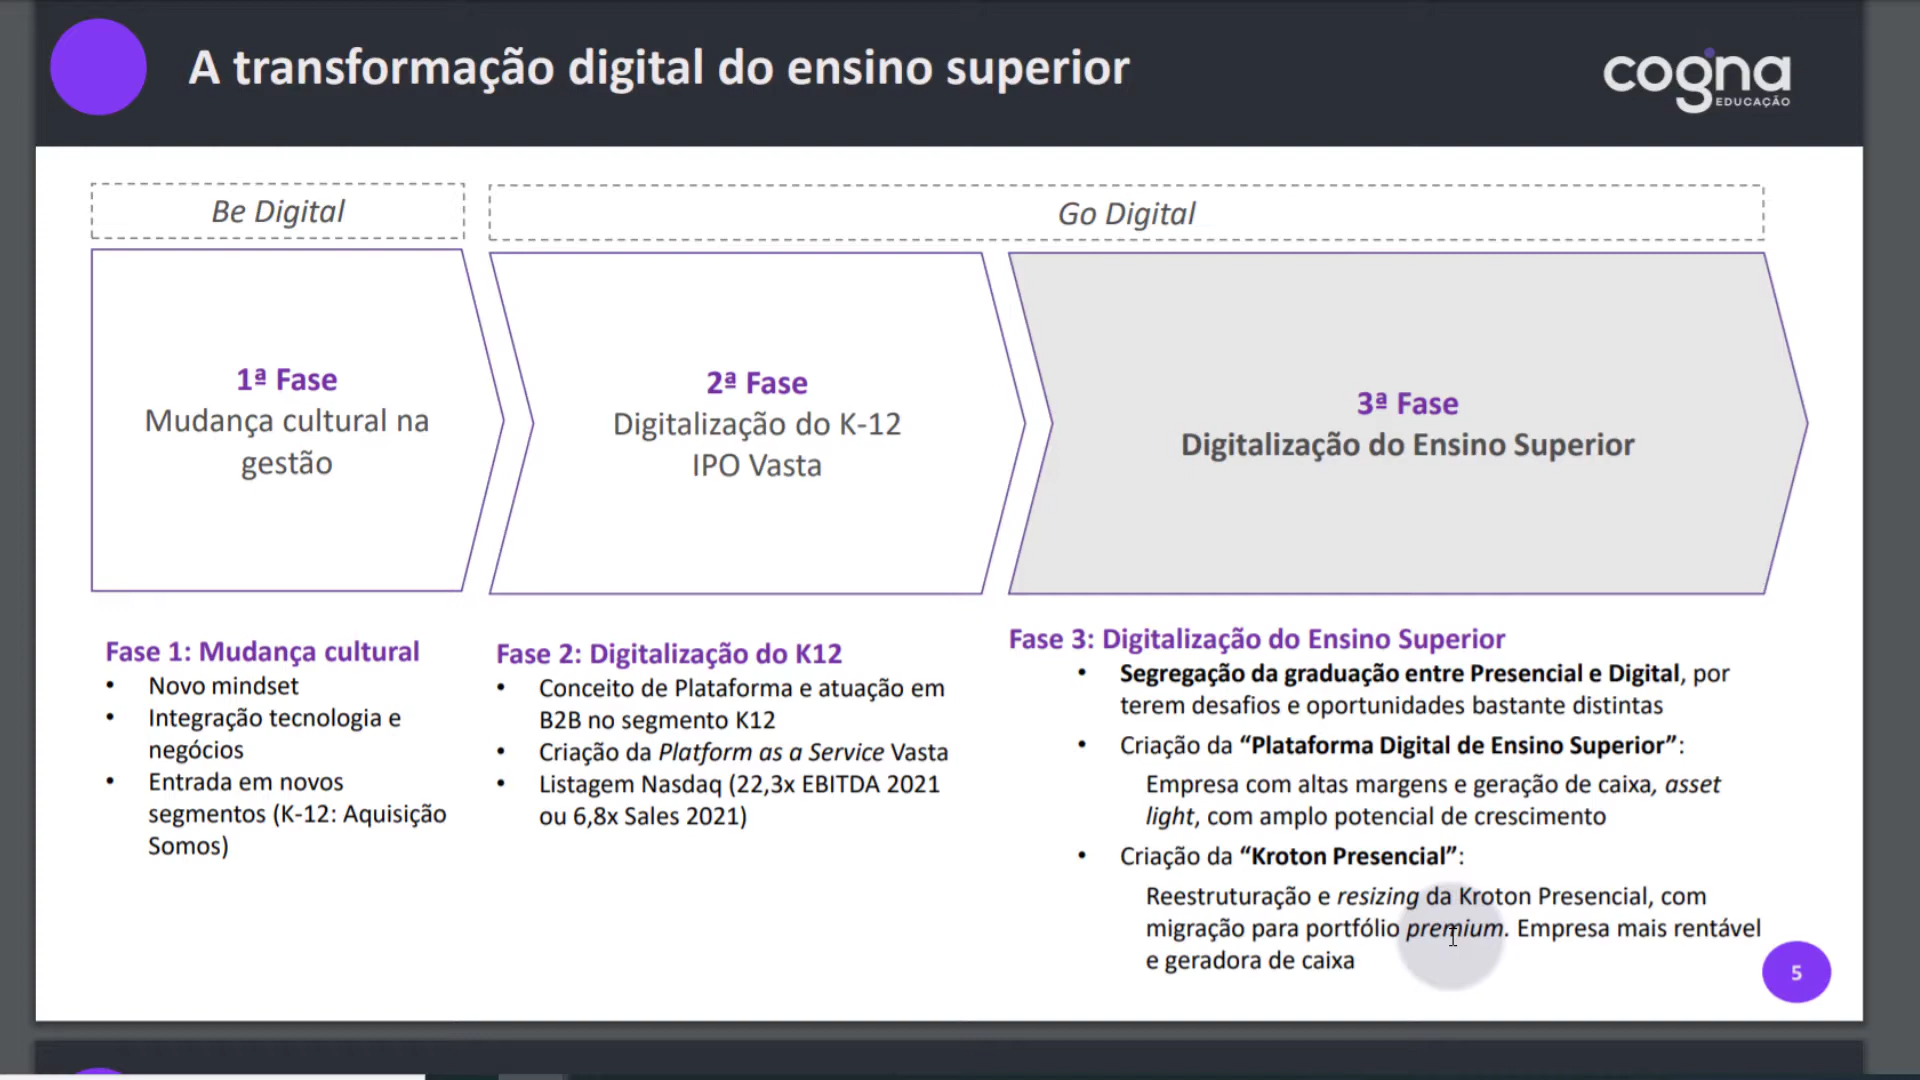 A transformação digital do ensino superior
cogna
EDUCAÇÃO
Be Digital
Go Digital
1ª Fase
Mudança cultural na
gestão
2ª Fase
Digitalização do K-12
IPO Vasta
3ª Fase
Digitalização do Ensino Superior
Fase 1: Mudança cultural
• Novo mindset
• Integração tecnologia e
negócios
• Entrada em novos
segmentos (K-12: Aquisição
Somos)
Fase 2: Digitalização do K12
• Conceito de Plataforma e atuação em
B2B no segmento K12
• Criação da Platform as a Service Vasta
• Listagem Nasdaq (22,3x EBITDA 2021
ou 6,8x Sales 2021)
Fase 3: Digitalização do Ensino Superior
• Segregação da graduação entre Presencial e Digital, por
terem desafios e oportunidades bastante distintas
• Criação da “Plataforma Digital de Ensino Superior”:
Empresa com altas margens e geração de caixa, asset
light, com amplo potencial de crescimento
• Criação da “Kroton Presencial”:
Reestruturação e resizing da Kroton Presencial, com
migração para portfólio premium. Empresa mais rentável
e geradora de caixa
5